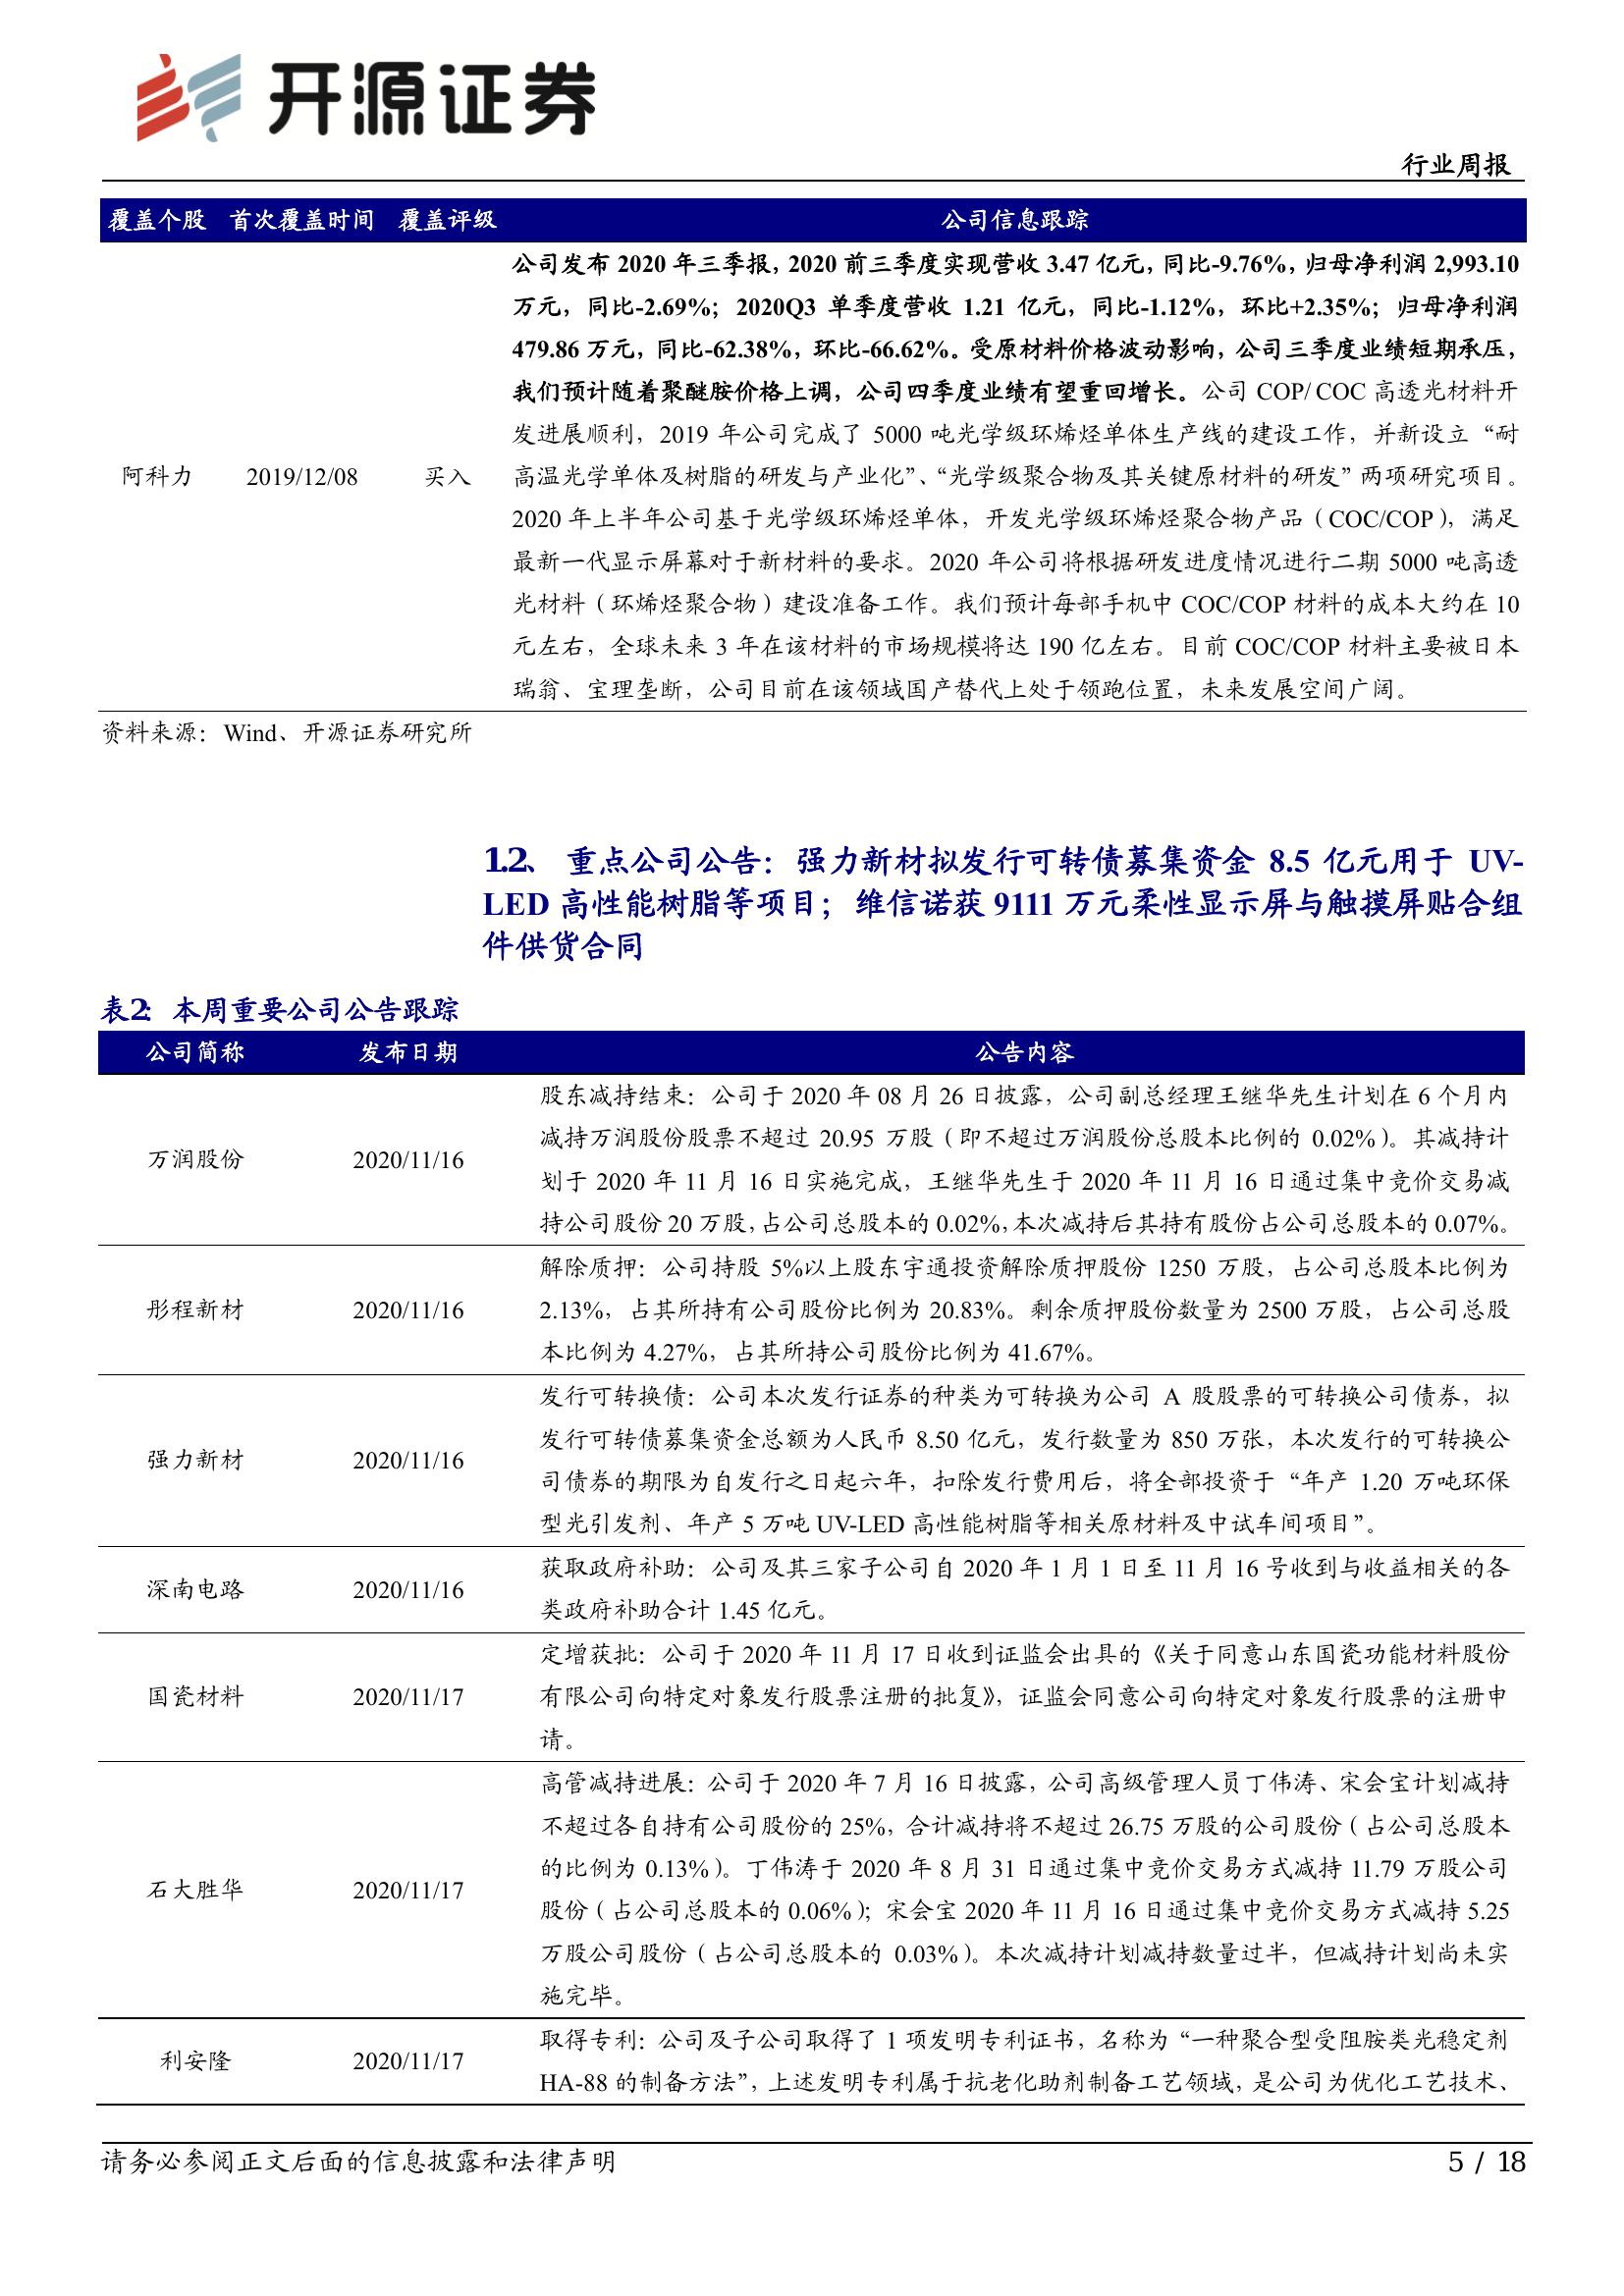 开源证券
行业周报
覆盖个股 首次覆盖时间 覆盖评级 公司信息跟踪
公司发布 2020 年三季报，2020 前三季度实现营收 3.47 亿元，同比-9.76%，归母净利润 2,993.10
万元，同比-2.69%；2020Q3 单季度营收 1.21 亿元，同比-1.12%，环比+2.35%；归母净利润
479.86 万元，同比-62.38%，环比-66.62%。受原材料价格波动影响，公司三季度业绩短期承压，
我们预计随着聚醚胺价格上调，公司四季度业绩有望重回增长。公司 COP/ COC 高透光材料开
发进展顺利，2019 年公司完成了 5000 吨光学级环烯烃单体生产线的建设工作，并新设立“耐
阿科力 2019/12/08 买入 高温光学单体及树脂的研发与产业化”、“光学级聚合物及其关键原材料的研发”两项研究项目。
2020 年上半年公司基于光学级环烯烃单体，开发光学级环烯烃聚合物产品（COC/COP），满足
最新一代显示屏幕对于新材料的要求。2020 年公司将根据研发进度情况进行二期 5000 吨高透
光材料（环烯烃聚合物）建设准备工作。我们预计每部手机中 COC/COP 材料的成本大约在 10
元左右，全球未来 3 年在该材料的市场规模将达 190 亿左右。目前 COC/COP 材料主要被日本
瑞翁、宝理垄断，公司目前在该领域国产替代上处于领跑位置，未来发展空间广阔。
资料来源：Wind、开源证券研究所
1.2、 重点公司公告：强力新材拟发行可转债募集资金 8.5 亿元用于 UV-
LED 高性能树脂等项目；维信诺获 9111 万元柔性显示屏与触摸屏贴合组
件供货合同
表2： 本周重要公司公告跟踪
公司简称 发布日期 公告内容
股东减持结束：公司于 2020 年 08 月 26 日披露，公司副总经理王继华先生计划在 6 个月内
减持万润股份股票不超过 20.95 万股（即不超过万润股份总股本比例的 0.02%）。其减持计
万润股份 2020/11/16 划于 2020 年 11 月 16 日实施完成，王继华先生于 2020 年 11 月 16 日通过集中竞价交易减
持公司股份 20 万股，占公司总股本的 0.02%，本次减持后其持有股份占公司总股本的 0.07%。
解除质押：公司持股 5%以上股东宇通投资解除质押股份 1250 万股，占公司总股本比例为
彤程新材 2020/11/16 2.13%，占其所持有公司股份比例为 20.83%。剩余质押股份数量为 2500 万股，占公司总股
本比例为 4.27%，占其所持公司股份比例为 41.67%。
发行可转换债：公司本次发行证券的种类为可转换为公司 A 股股票的可转换公司债券，拟
发行可转债募集资金总额为人民币 8.50 亿元，发行数量为 850 万张，本次发行的可转换公
强力新材 2020/11/16 司债券的期限为自发行之日起六年，扣除发行费用后，将全部投资于“年产 1.20 万吨环保
型光引发剂、年产 5 万吨 UV-LED 高性能树脂等相关原材料及中试车间项目”。
深南电路 2020/11/16 获取政府补助：公司及其三家子公司自 2020 年 1 月 1 日至 11 月 16 号收到与收益相关的各
类政府补助合计 1.45 亿元。
定增获批：公司于 2020 年 11 月 17 日收到证监会出具的《关于同意山东国瓷功能材料股份
国瓷材料 2020/11/17 有限公司向特定对象发行股票注册的批复》，证监会同意公司向特定对象发行股票的注册申
请。
高管减持进展：公司于 2020 年 7 月 16 日披露，公司高级管理人员丁伟涛、宋会宝计划减持
不超过各自持有公司股份的 25%，合计减持将不超过 26.75 万股的公司股份（占公司总股本
的比例为 0.13%）。丁伟涛于 2020 年 8 月 31 日通过集中竞价交易方式减持 11.79 万股公司
石大胜华 2020/11/17 股份（占公司总股本的 0.06%）；宋会宝 2020 年 11 月 16 日通过集中竞价交易方式减持 5.25
万股公司股份（占公司总股本的 0.03%）。本次减持计划减持数量过半，但减持计划尚未实
施完毕。
利安隆 2020/11/17 取得专利：公司及子公司取得了 1 项发明专利证书，名称为“一种聚合型受阻胺类光稳定剂
HA-88 的制备方法”，上述发明专利属于抗老化助剂制备工艺领域，是公司为优化工艺技术、
请务必参阅正文后面的信息披露和法律声明 5 / 18